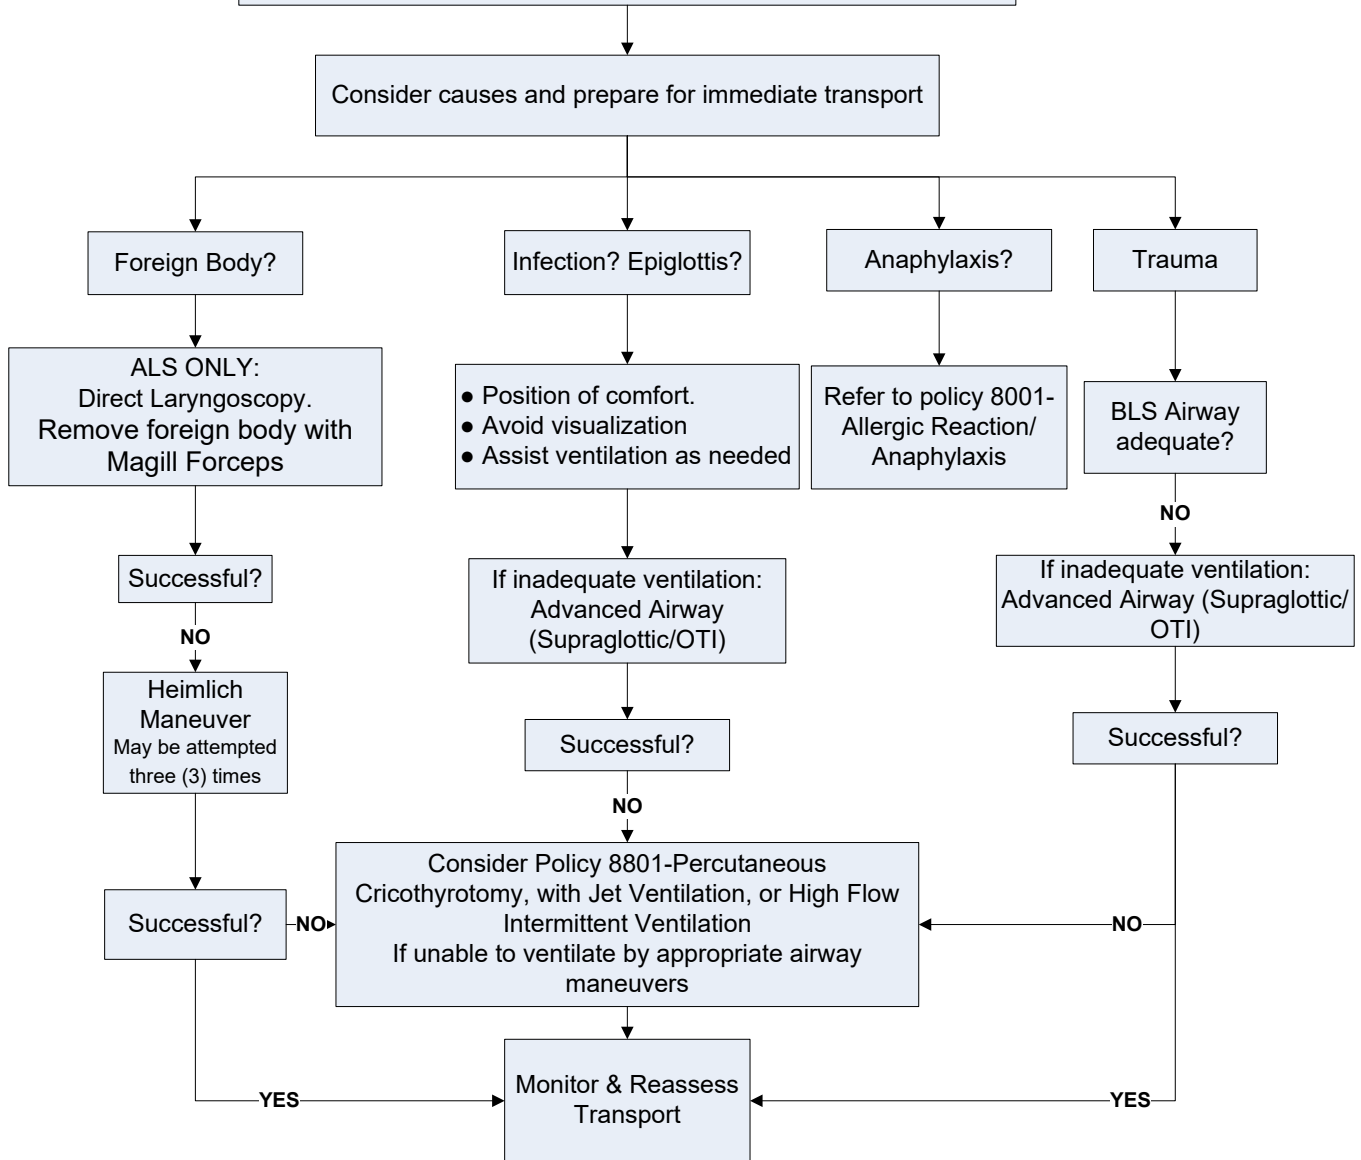 Consider causes and prepare for immediate transport
Foreign Body?
Infection? Epiglottis?
Anaphylaxis?
Trauma
ALS ONLY:
Direct Laryngoscopy.
Remove foreign body with
Magill Forceps
● Position of comfort.
● Avoid visualization
● Assist ventilation as needed
Refer to policy 8001-
Allergic Reaction/
Anaphylaxis
BLS Airway
adequate?
NO
Successful?
NO
If inadequate ventilation:
Advanced Airway
(Supraglottic/OTI)
If inadequate ventilation:
Advanced Airway (Supraglottic/
OTI)
Heimlich
Maneuver
May be attempted
three (3) times
Successful?
NO
Successful?
Successful?
NO
Consider Policy 8801-Percutaneous
Cricothyrotomy, with Jet Ventilation, or High Flow
Intermittent Ventilation
If unable to ventilate by appropriate airway
maneuvers
NO
YES
Monitor & Reassess
Transport
YES